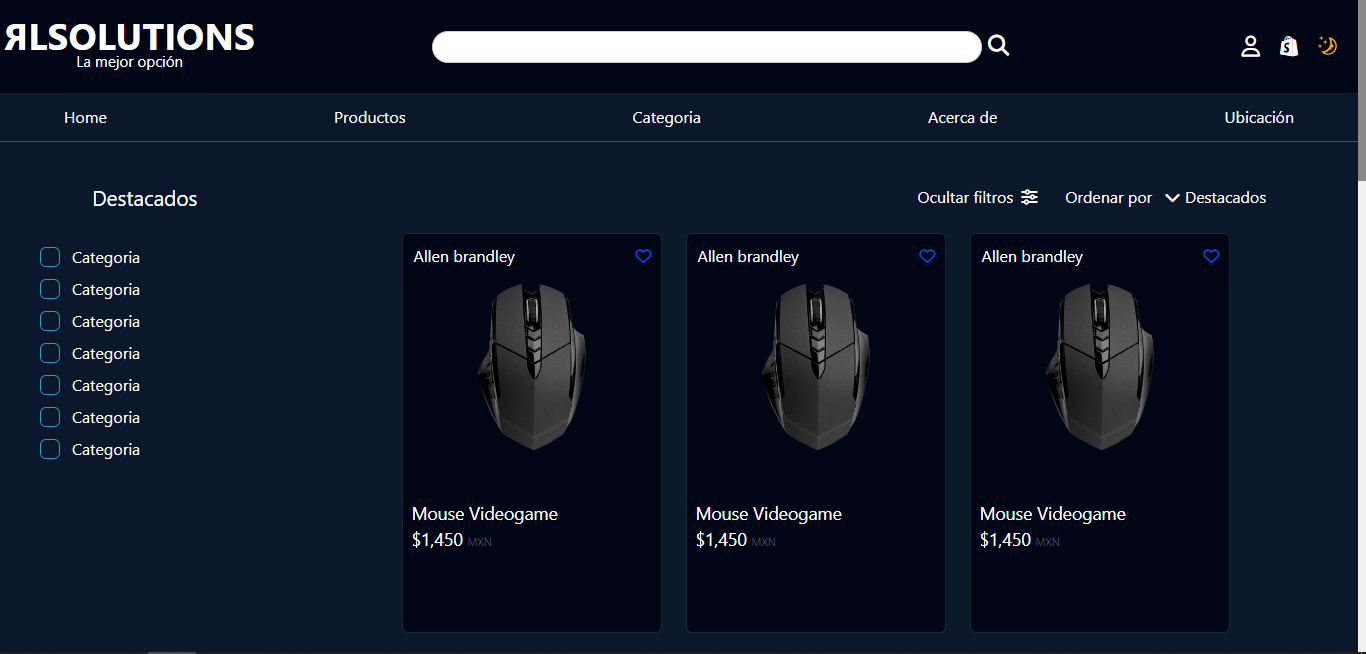 ЯLSOLUTIONS
La mejor opción
Home Productos Categoria Acerca de Ubicación
Destacados
Ocultar filtros Ordenar por Destacados
Categoria
Categoria
Categoria
Categoria
Categoria
Categoria
Categoria
Allen brandley
Mouse Videogame
$1,450 MXN
Allen brandley
Mouse Videogame
$1,450 MXN
Allen brandley
Mouse Videogame
$1,450 MXN